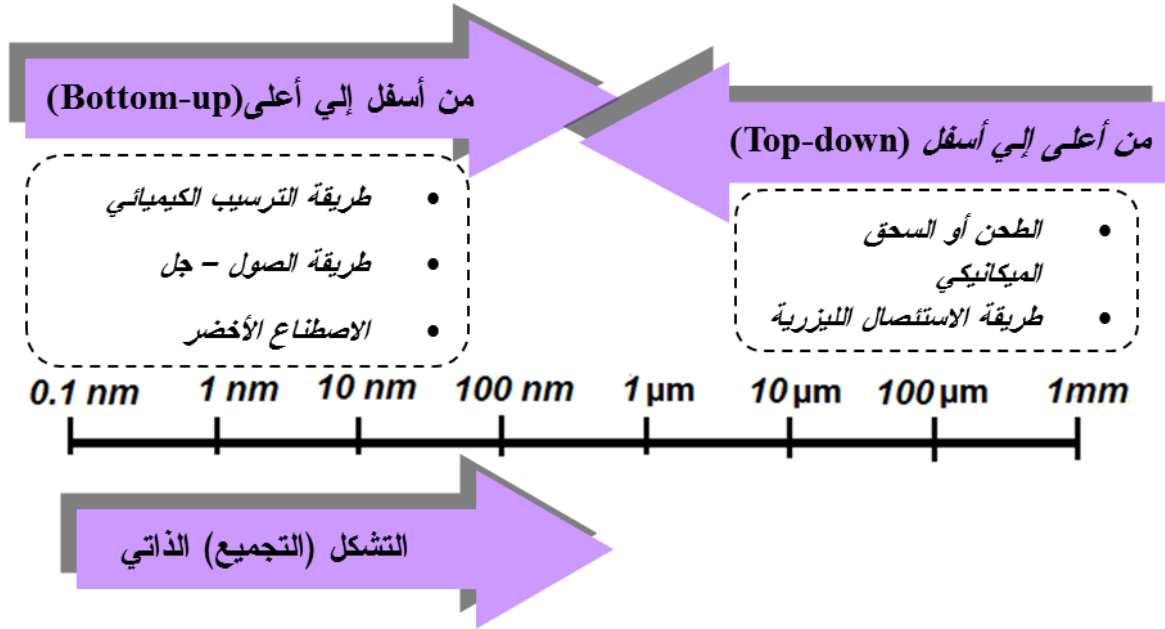 من أسفل إلي أعلى(Bottom-up)
من أعلى إلي أسفل (Top-down)
• طريقة الترسيب الكيميائي
• طريقة الصول – جل
• الاصطناع الأخضر
• الطحن أو السحق
الميكانيكي
• طريقة الاستئصال الليزرية
0.1 nm 1 nm 10 nm 100 nm 1 µm 10 µm 100 µm 1mm
التشكل (التجميع) الذاتي